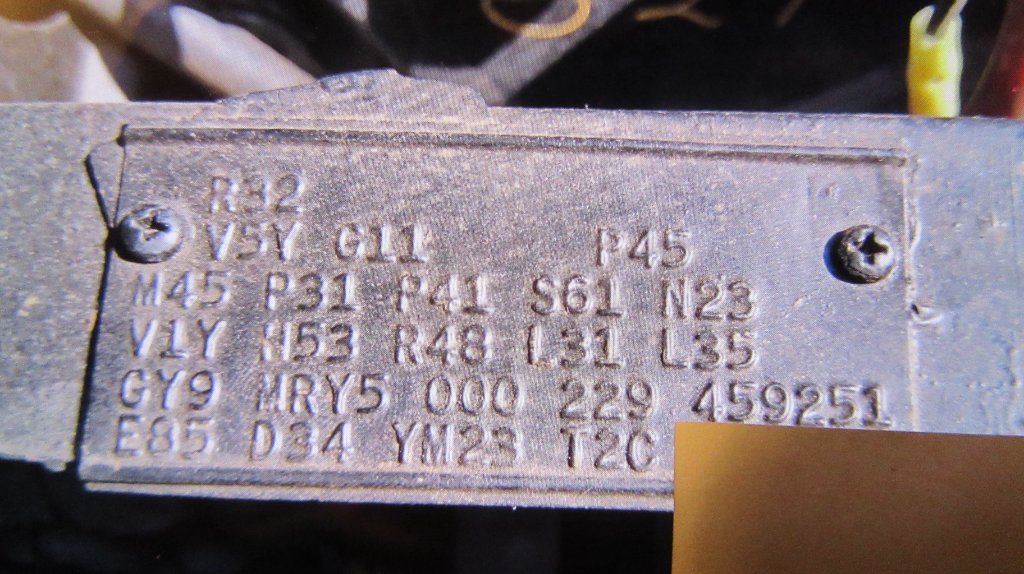 R32
V5Y G11 P45
M45 P31 P41 S61 N23
V1Y H53 R48 L31 L35
GY9 MRY5 000 229 459251
E85 D34 YM23 T2C